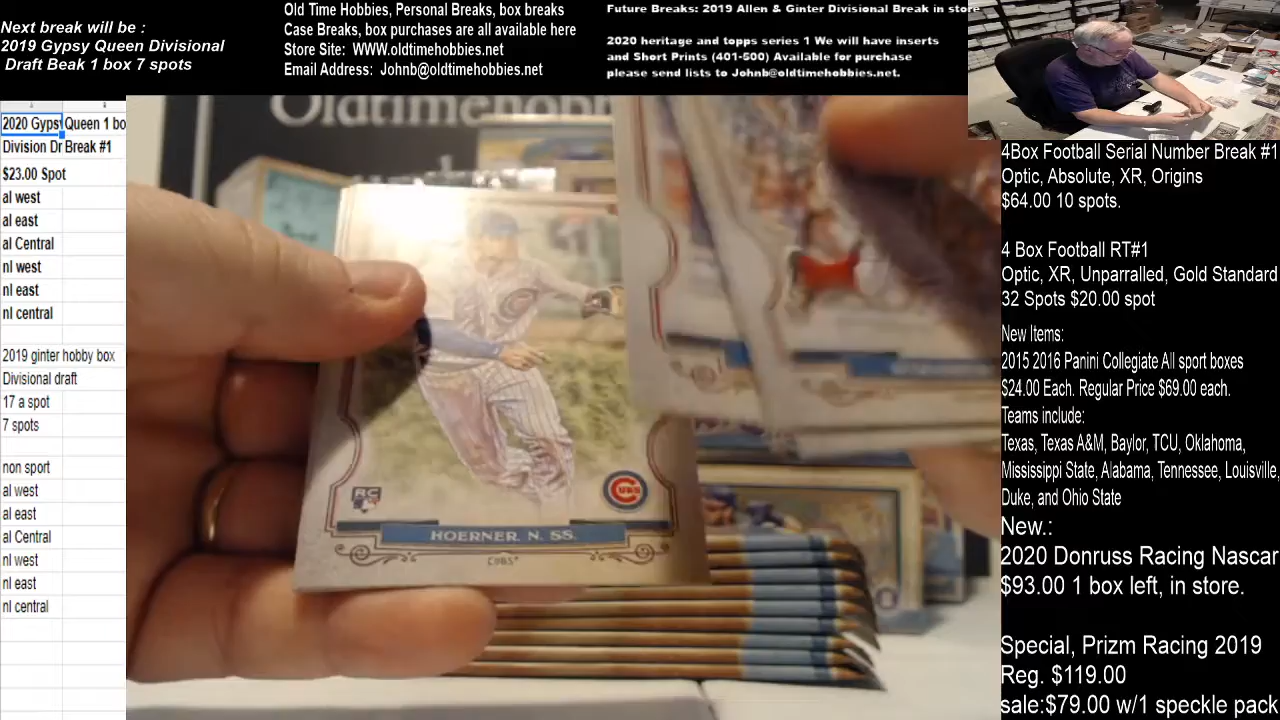 Next break will be :
2019 Gypsy Queen Divisional
Draft Beak 1 box 7 spots
Old Time Hobbies, Personal Breaks, box breaks
Case Breaks, box purchases are all available here
Store Site: WWW.oldtimehobbies.net
Email Address: Johnb@oldtimehobbies.net
Future Breaks: 2019 Allen & Ginter Divisional Break in store
2020 heritage and topps series 1 We will have inserts
and Short Prints (401-500) Available for purchase
please send lists to Johnb@oldtimehobbies.net.
2020 Gypsy Queen 1 bo
Division Dr Break #1
$23.00 Spot
al west
al east
al Central
nl west
nl east
nl central
2019 ginter hobby box
Divisional draft
17 a spot
7 spots
non sport
al west
al east
al Central
nl west
nl east
nl central
Oldtimehobb
RC
CUBS
HOERNER N. SS.
CUBS
4Box Football Serial Number Break #1
Optic, Absolute, XR, Origins
$64.00 10 spots.
4 Box Football RT#1
Optic, XR, Unparralled, Gold Standard
32 Spots $20.00 spot
New Items:
2015 2016 Panini Collegiate All sport boxes
$24.00 Each. Regular Price $69.00 each.
Teams include:
Texas, Texas A&M, Baylor, TCU, Oklahoma,
Mississippi State, Alabama, Tennessee, Louisville,
Duke, and Ohio State
New.:
2020 Donruss Racing Nascar
$93.00 1 box left, in store.
Special, Prizm Racing 2019
Reg. $119.00
sale:$79.00 w/1 speckle pack